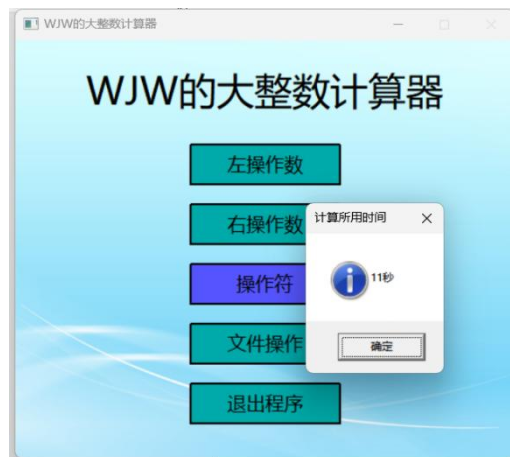 WJW的大整数计算器
WJW的大整数计算器
左操作数
右操作数
计算所用时间
11秒
操作符
确定
文件操作
退出程序